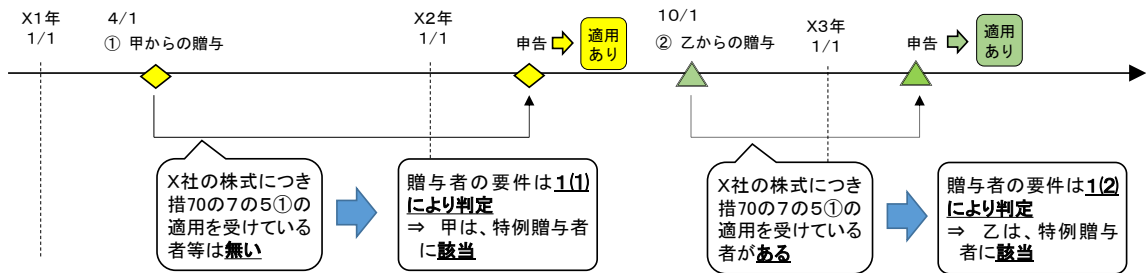 X1年
1/1
4/1
① 甲からの贈与
X2年
1/1
申告
適用
あり
10/1
② 乙からの贈与
X3年
1/1
申告
適用
あり
X社の株式につき
措70の7の5①の
適用を受けている
者等は無い
贈与者の要件は1(1)
により判定
⇒ 甲は、特例贈与者
に該当
X社の株式につき
措70の7の5①の
適用を受けている
者がある
贈与者の要件は1(2)
により判定
⇒ 乙は、特例贈与
者に該当